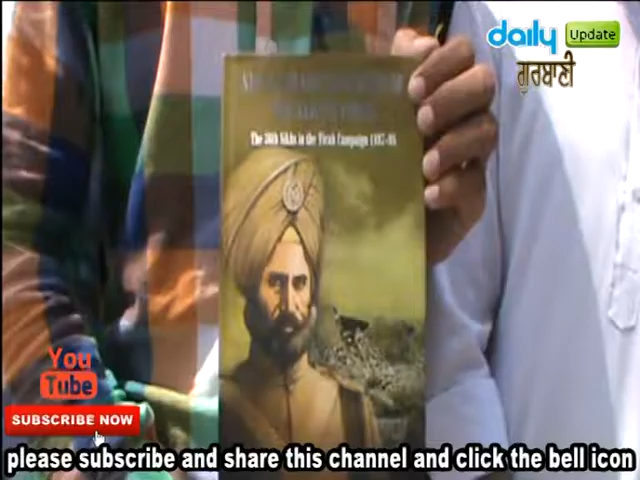 daily Update
ਗੁਰਬਾਣੀ
The 36th Sikhs in the Tirah Campaign 1897-98
You
Tube
SUBSCRIBE NOW
please subscribe and share this channel and click the bell icon